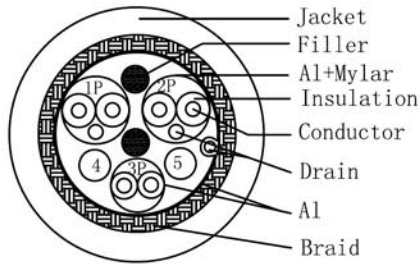 Jacket
Filler
Al+Mylar
Insulation
Conductor
Drain
Al
Braid
1P
2P
4
3P
5